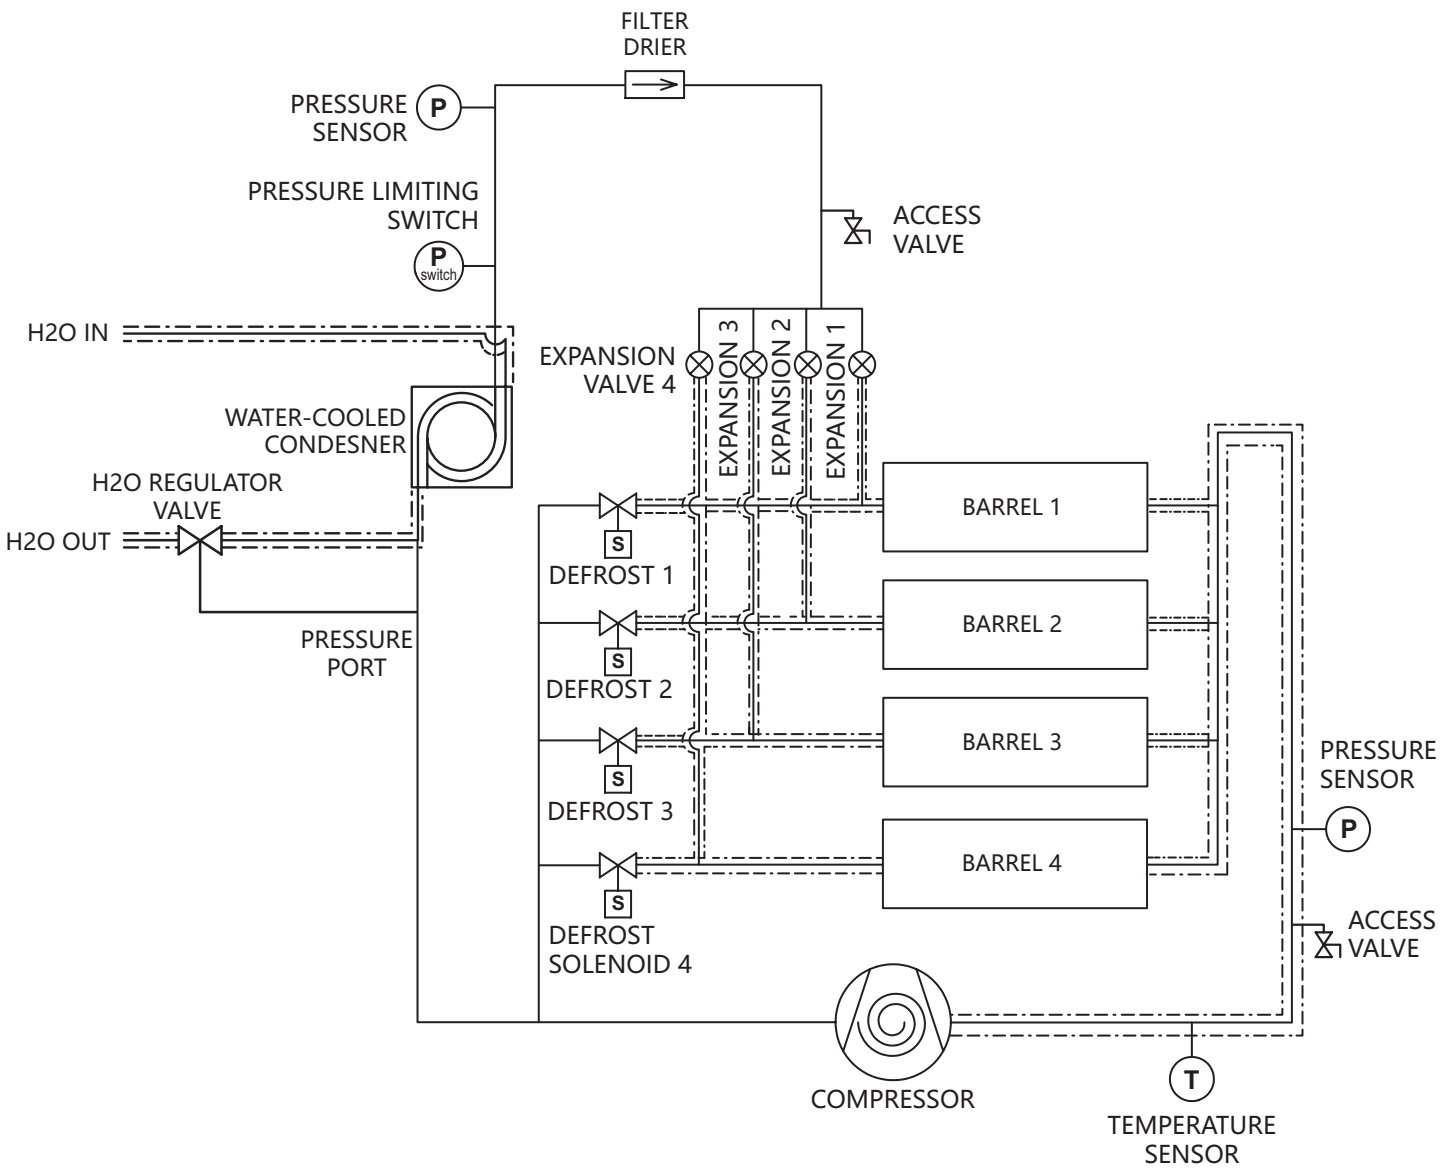 FILTER
DRIER
PRESSURE
SENSOR
P
PRESSURE LIMITING
SWITCH
P
switch
ACCESS
VALVE
H2O IN
EXPANSION
VALVE 4
EXPANSION 3
EXPANSION 2
EXPANSION 1
WATER-COOLED
CONDESNER
H2O REGULATOR
VALVE
H2O OUT
BARREL 1
S
DEFROST 1
PRESSURE
PORT
BARREL 2
S
DEFROST 2
BARREL 3
S
DEFROST 3
PRESSURE
SENSOR
P
BARREL 4
S
DEFROST
SOLENOID 4
ACCESS
VALVE
COMPRESSOR
T
TEMPERATURE
SENSOR